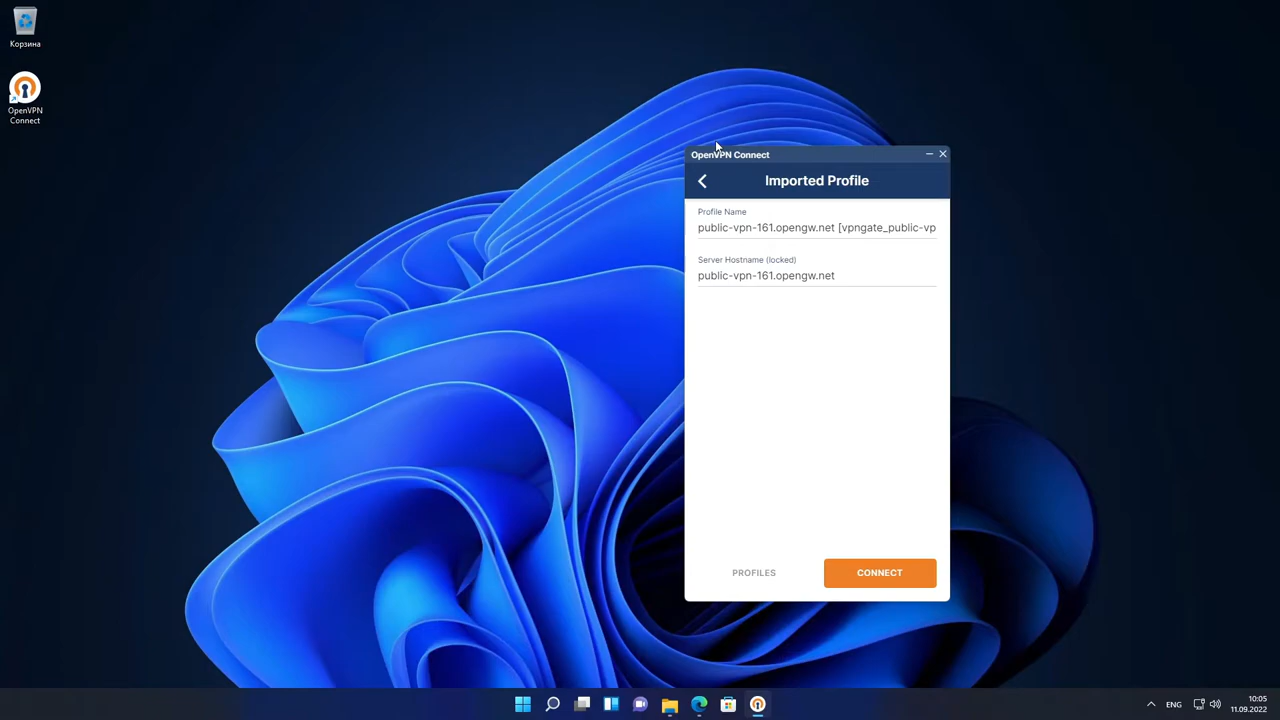 Корзина
OpenVPN
Connect
OpenVPN Connect
Imported Profile
Profile Name
public-vpn-161.opengw.net [vpngate_public-vp
Server Hostname (locked)
public-vpn-161.opengw.net
PROFILES
CONNECT
ENG
10:05
11.09.2022